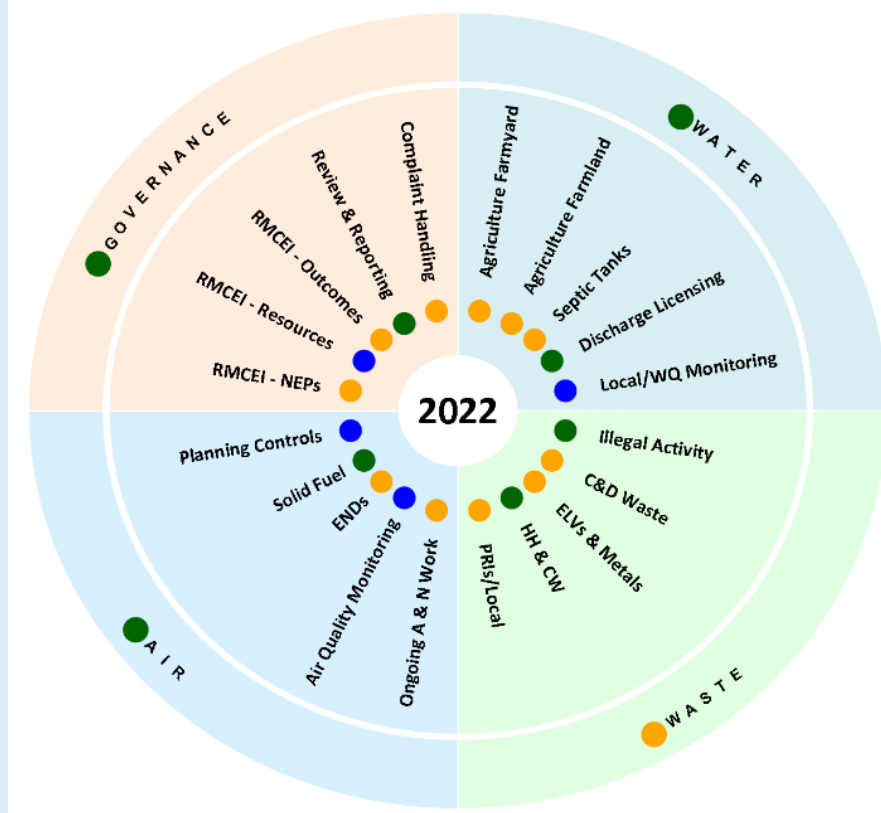 GOVERNANCE
Complaint Handling
Review & Reporting
RMCEI - Outcomes
RMCEI - Resources
RMCEI - NEPs
WATER
Agriculture Farmyard
Agriculture Farmland
Septic Tanks
Discharge Licensing
Local/WQ Monitoring
2022
Planning Controls
Solid Fuel
ENDs
Air Quality Monitoring
Ongoing A & N Work
AIR
Illegal Activity
C&D Waste
ELVs & Metals
HH & CW
PRIs/Local
WASTE